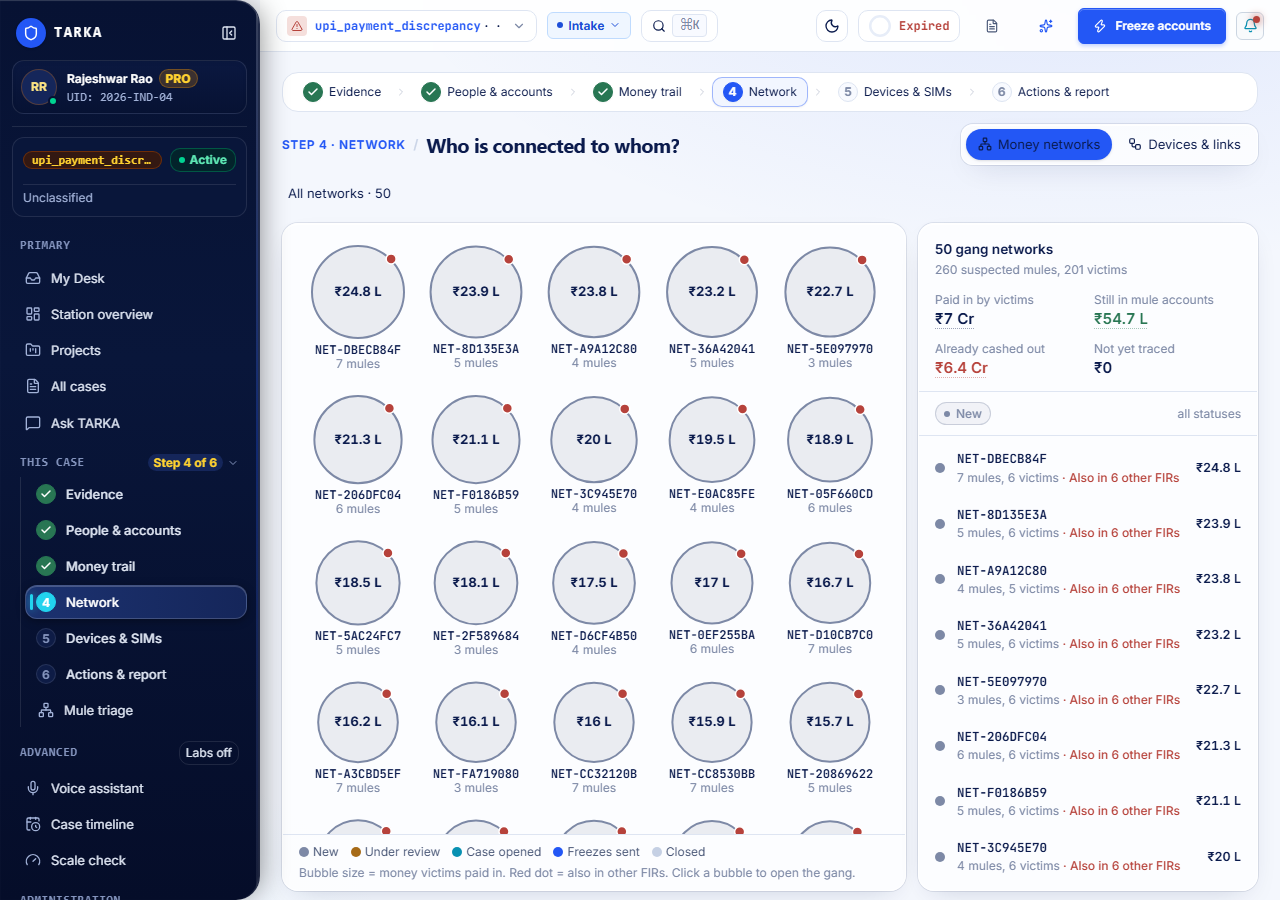 TARKA
RR
Rajeshwar Rao PRO
UID: 2026-IND-04
upi_payment_discr… Active
Unclassified
PRIMARY
My Desk
Station overview
Projects
All cases
Ask TARKA
THIS CASE Step 4 of 6
Evidence
People & accounts
Money trail
4 Network
5 Devices & SIMs
6 Actions & report
Mule triage
ADVANCED Labs off
Voice assistant
Case timeline
Scale check
ADMINISTRATION
upi_payment_discrepancy · · Intake ⌘K Expired Freeze accounts
Evidence People & accounts Money trail 4 Network 5 Devices & SIMs 6 Actions & report
STEP 4 · NETWORK / Who is connected to whom?
Money networks Devices & links
All networks · 50
₹24.8 L ₹23.9 L ₹23.8 L ₹23.2 L ₹22.7 L
NET-DBECB84F NET-8D135E3A NET-A9A12C80 NET-36A42041 NET-5E097970
7 mules 5 mules 4 mules 5 mules 3 mules
₹21.3 L ₹21.1 L ₹20 L ₹19.5 L ₹18.9 L
NET-206DFC04 NET-F0186B59 NET-3C945E70 NET-E0AC85FE NET-05F660CD
6 mules 5 mules 4 mules 4 mules 6 mules
₹18.5 L ₹18.1 L ₹17.5 L ₹17 L ₹16.7 L
NET-5AC24FC7 NET-2F589684 NET-D6CF4B50 NET-0EF255BA NET-D10CB7C0
5 mules 3 mules 4 mules 6 mules 7 mules
₹16.2 L ₹16.1 L ₹16 L ₹15.9 L ₹15.7 L
NET-A3CBD5EF NET-FA719080 NET-CC32120B NET-CC8530BB NET-20869622
7 mules 3 mules 7 mules 7 mules 5 mules
New Under review Case opened Freezes sent Closed
Bubble size = money victims paid in. Red dot = also in other FIRs. Click a bubble to open the gang.
50 gang networks
260 suspected mules, 201 victims
Paid in by victims Still in mule accounts
₹7 Cr ₹54.7 L
Already cashed out Not yet traced
₹6.4 Cr ₹0
New all statuses
NET-DBECB84F ₹24.8 L
7 mules, 6 victims · Also in 6 other FIRs
NET-8D135E3A ₹23.9 L
5 mules, 6 victims · Also in 6 other FIRs
NET-A9A12C80 ₹23.8 L
4 mules, 5 victims · Also in 6 other FIRs
NET-36A42041 ₹23.2 L
5 mules, 6 victims · Also in 6 other FIRs
NET-5E097970 ₹22.7 L
3 mules, 6 victims · Also in 6 other FIRs
NET-206DFC04 ₹21.3 L
6 mules, 6 victims · Also in 6 other FIRs
NET-F0186B59 ₹21.1 L
5 mules, 6 victims · Also in 6 other FIRs
NET-3C945E70 ₹20 L
4 mules, 6 victims · Also in 6 other FIRs